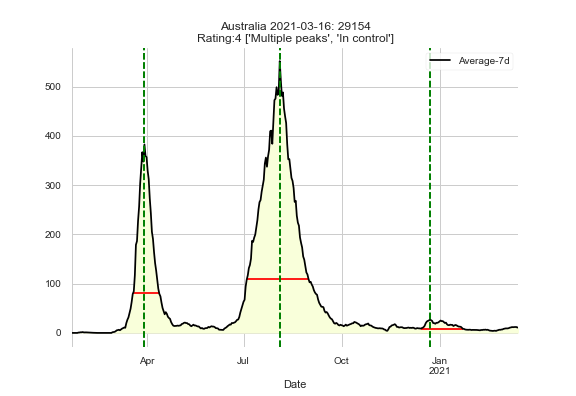 Australia 2021-03-16: 29154
Rating:4 ['Multiple peaks', 'In control']
Average-7d
500
400
300
200
100
0
Apr
Jul
Oct
Jan
2021
Date